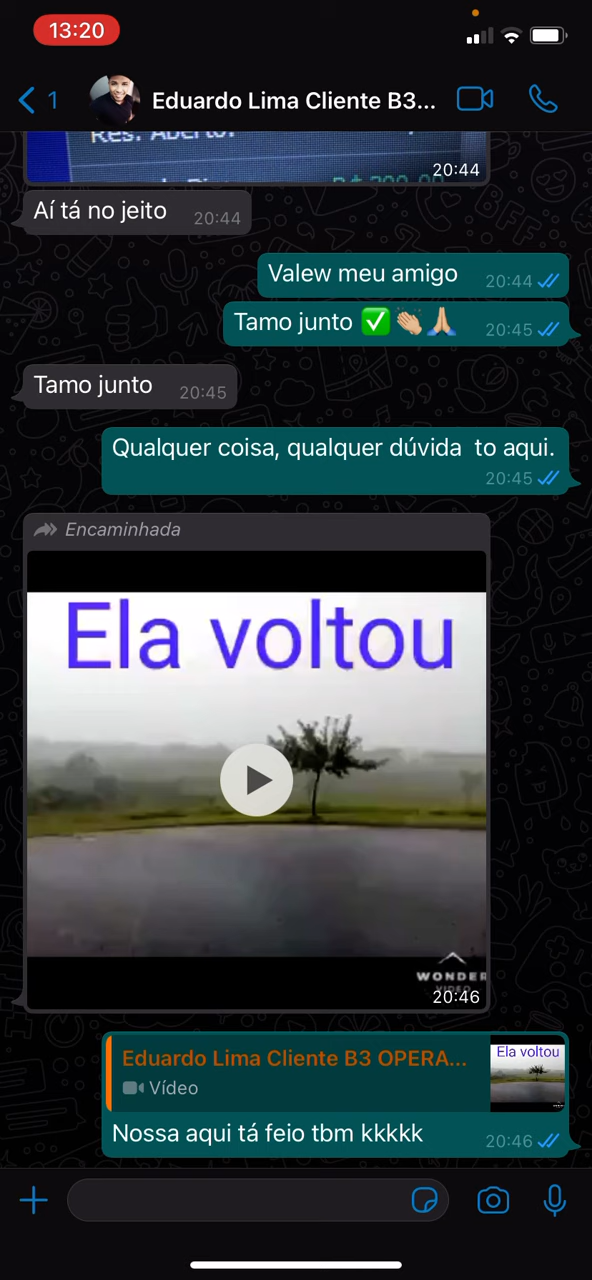 13:20
1
Eduardo Lima Cliente B3...
Res. Aberto:
20:44
Aí tá no jeito 20:44
Valew meu amigo 20:44
Tamo junto ✅👏🏼🙏🏼 20:45
Tamo junto 20:45
Qualquer coisa, qualquer dúvida to aqui.
20:45
Encaminhada
Ela voltou
WONDER
VIDEO
20:46
Eduardo Lima Cliente B3 OPERA...
Ela voltou
Vídeo
Nossa aqui tá feio tbm kkkkk 20:46